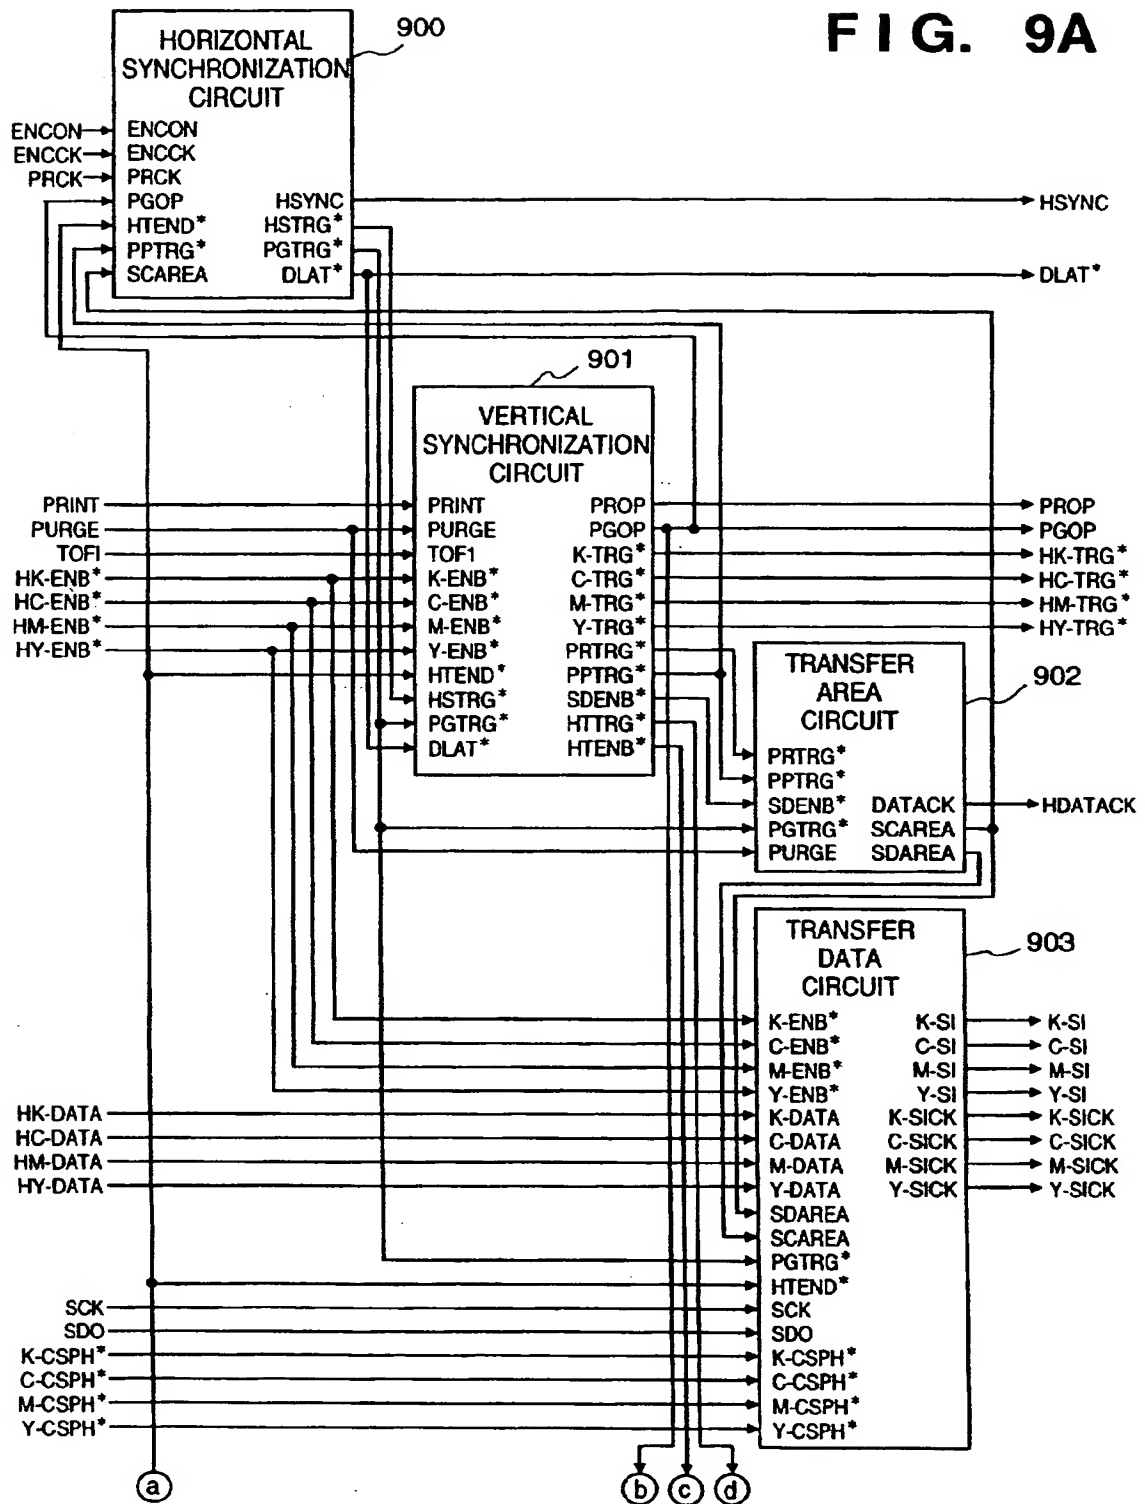 FIG. 9A
900
HORIZONTAL
SYNCHRONIZATION
CIRCUIT
ENCON ENCON
ENCCK ENCCK
PRCK PRCK
PGOP HSYNC HSYNC
HTEND* HSTRG*
PPTRG* PGTRG*
SCAREA DLAT* DLAT*
901
VERTICAL
SYNCHRONIZATION
CIRCUIT
PRINT PRINT PROP PROP
PURGE PURGE PGOP PGOP
TOFI TOF1 K-TRG* HK-TRG*
HK-ENB* K-ENB* C-TRG* HC-TRG*
HC-ENB* C-ENB* M-TRG* HM-TRG*
HM-ENB* M-ENB* Y-TRG* HY-TRG*
HY-ENB* Y-ENB* PRTRG*
HTEND* PPTRG*
HSTRG* SDENB*
PGTRG* HTTRG*
DLAT* HTENB*
902
TRANSFER
AREA
CIRCUIT
PRTRG*
PPTRG*
SDENB* DATACK HDATACK
PGTRG* SCAREA
PURGE SDAREA
903
TRANSFER
DATA
CIRCUIT
K-ENB* K-SI K-SI
C-ENB* C-SI C-SI
M-ENB* M-SI M-SI
Y-ENB* Y-SI Y-SI
HK-DATA K-DATA K-SICK K-SICK
HC-DATA C-DATA C-SICK C-SICK
HM-DATA M-DATA M-SICK M-SICK
HY-DATA Y-DATA Y-SICK Y-SICK
SDAREA
SCAREA
PGTRG*
HTEND*
SCK SCK
SDO SDO
K-CSPH* K-CSPH*
C-CSPH* C-CSPH*
M-CSPH* M-CSPH*
Y-CSPH* Y-CSPH*
a b c d